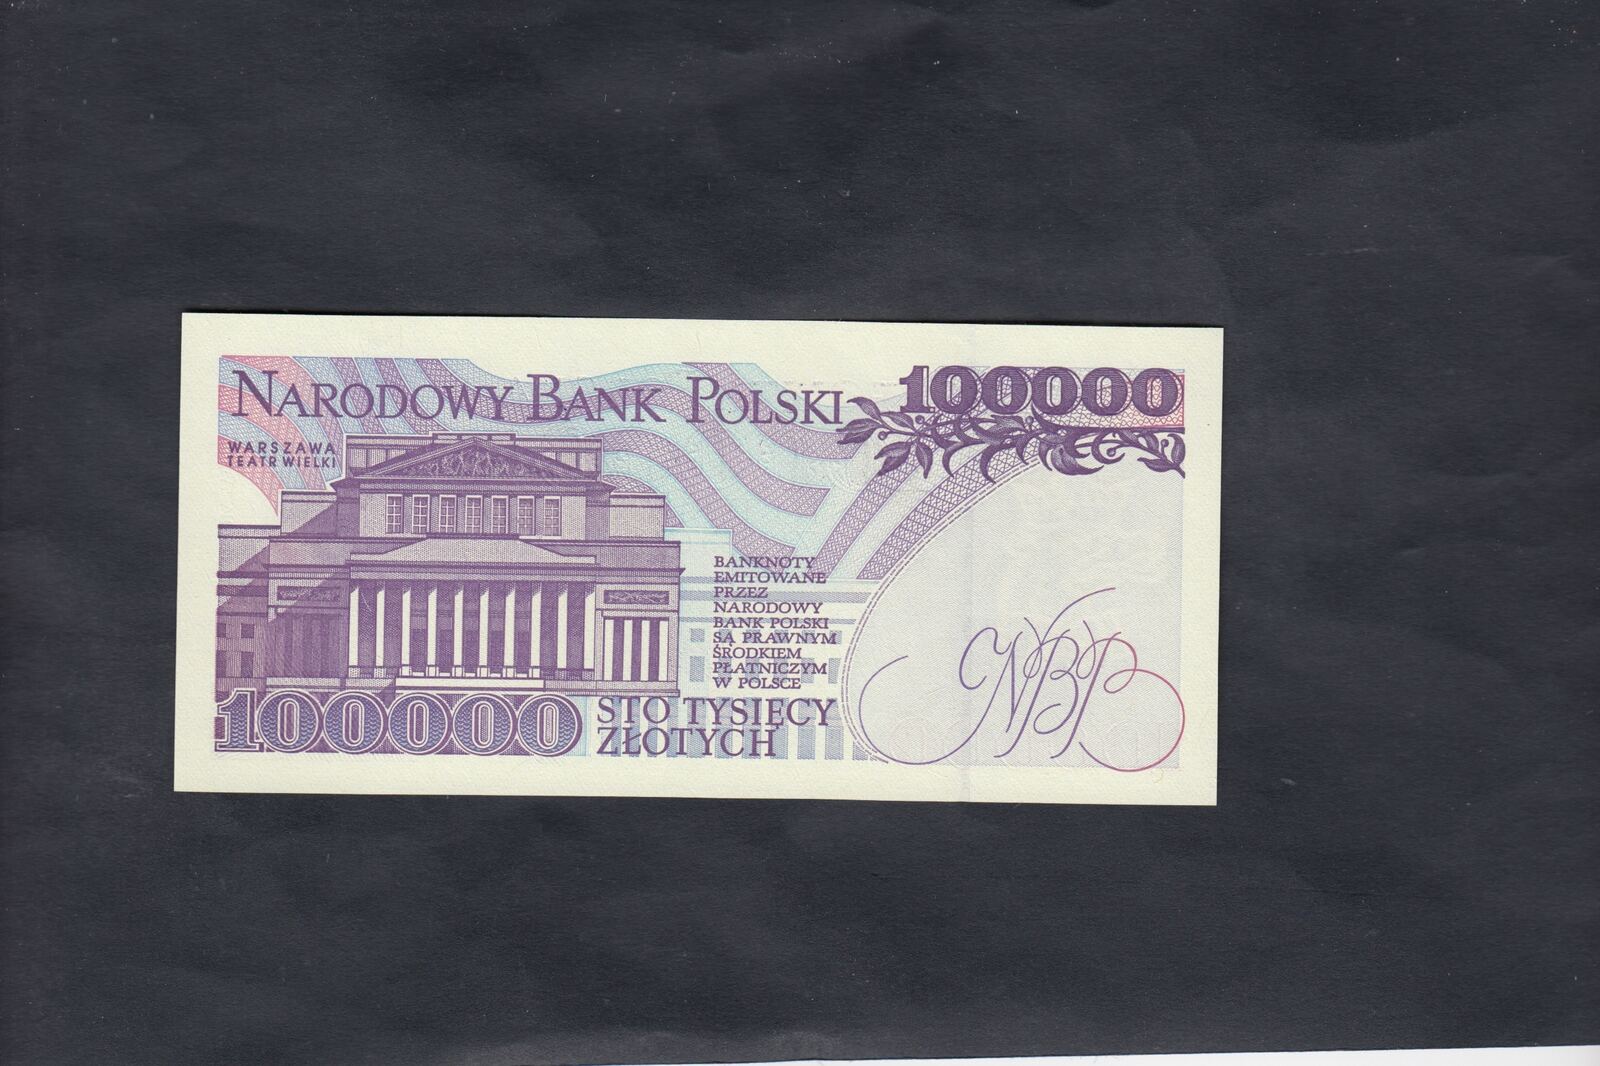 NARODOWY BANK POLSKI
100000
WARSZAWA
TEATR WIELKI
BANKNOTY
EMITOWANE
PRZEZ
NARODOWY
BANK POLSKI
SĄ PRAWNYM
ŚRODKIEM
PŁATNICZYM
W POLSCE
100000
STO TYSIĘCY
ZŁOTYCH
NBP